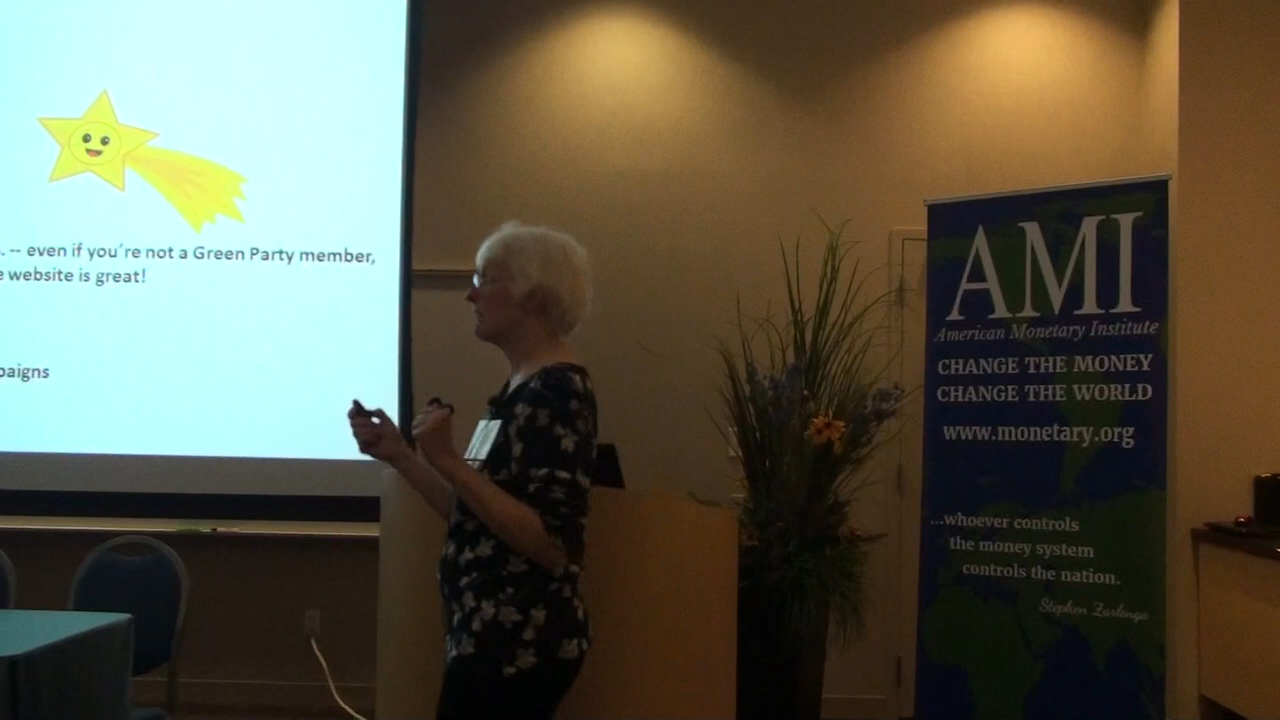 -- even if you're not a Green Party member,
website is great!
paigns
AMI
American Monetary Institute
CHANGE THE MONEY
CHANGE THE WORLD
www.monetary.org
...whoever controls
the money system
controls the nation.
Stephen Zarlenga